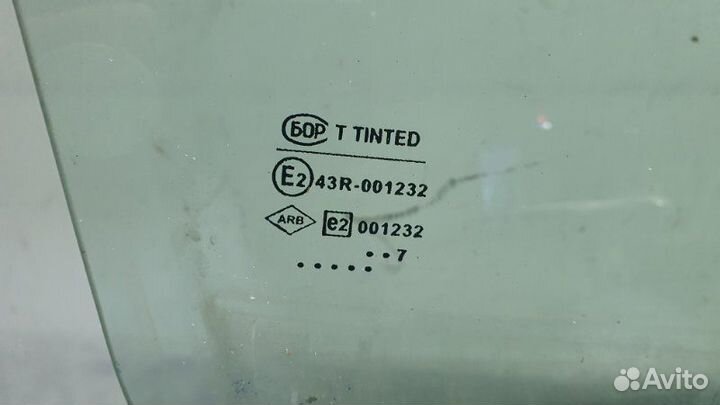 БОР T TINTED
E2 43R-001232
ARB e2 001232
..7
.....
Avito